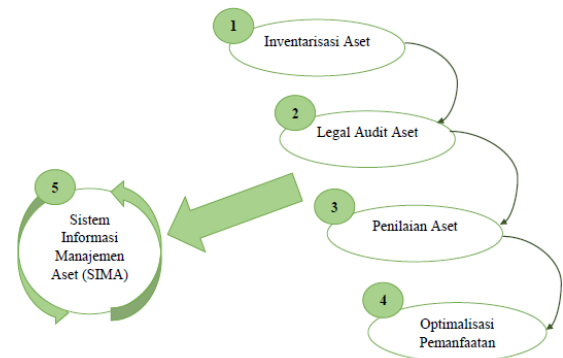 1
Inventarisasi Aset
2
Legal Audit Aset
3
Penilaian Aset
4
Optimalisasi
Pemanfaatan
5
Sistem
Informasi
Manajemen
Aset (SIMA)